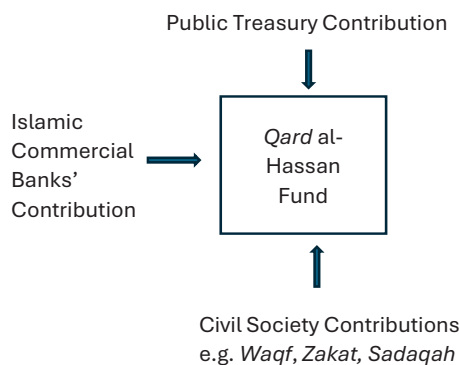 Public Treasury Contribution
Islamic
Commercial
Banks’
Contribution
Qard al-
Hassan
Fund
Civil Society Contributions
e.g. Waqf, Zakat, Sadaqah